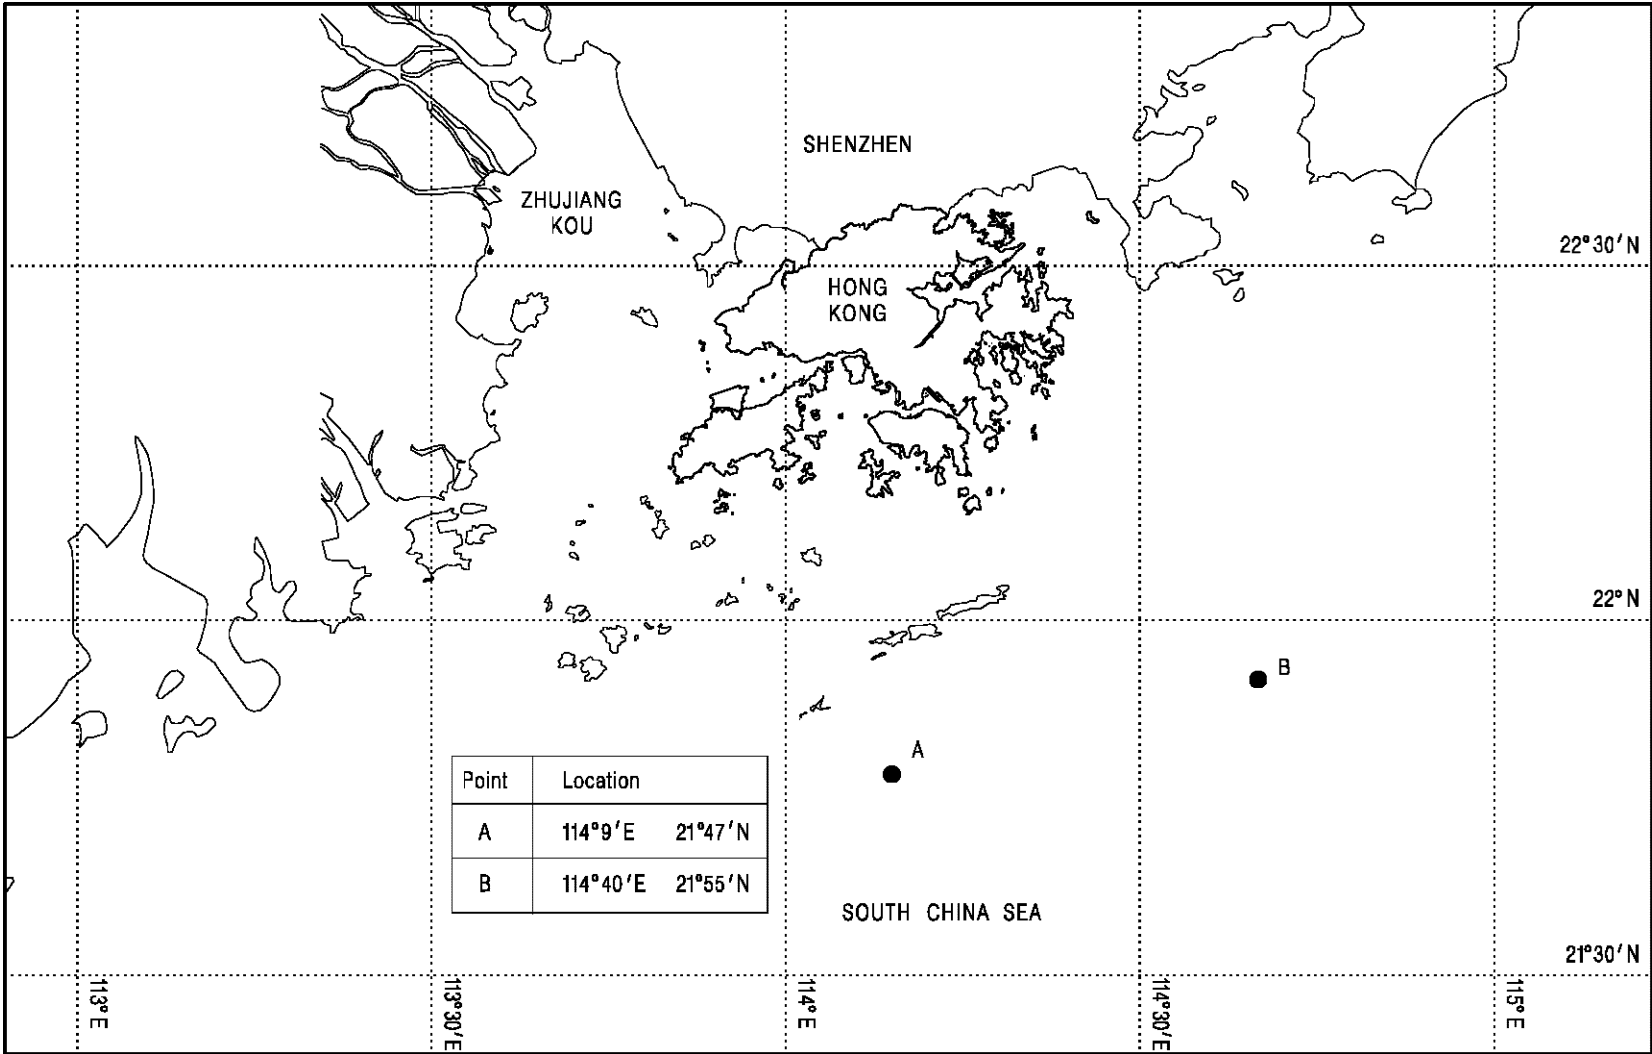 SHENZHEN
ZHUJIANG
KOU
22°30'N
HONG
KONG
22°N
B
A
Point Location
A 114°9'E 21°47'N
B 114°40'E 21°55'N
SOUTH CHINA SEA
21°30'N
113°E
113°30'E
114°E
114°30'E
115°E